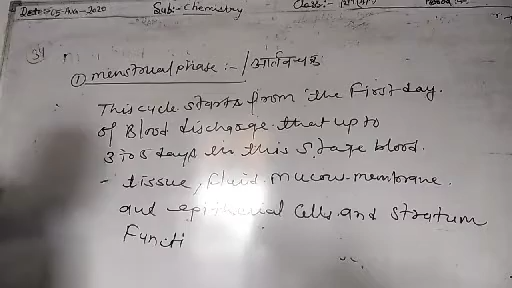 Date:- 05-Aug-2020 Sub:- Chemistry Class:-
3)
① menstrual phase :- / आर्तवचक्र
This cycle starts from the First day.
of Blood discharge that up to
3 to 5 days in this stage blood.
- tissue, fluid. mucous membrane.
and epithelial Cells and Stratum
Functi